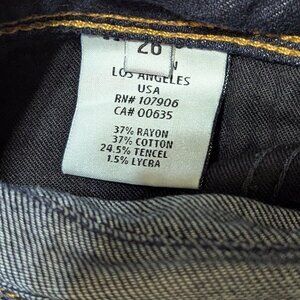 26
LOS ANGELES
USA
RN# 107906
CA# 00635
37% RAYON
37% COTTON
24.5% TENCEL
1.5% LYCRA